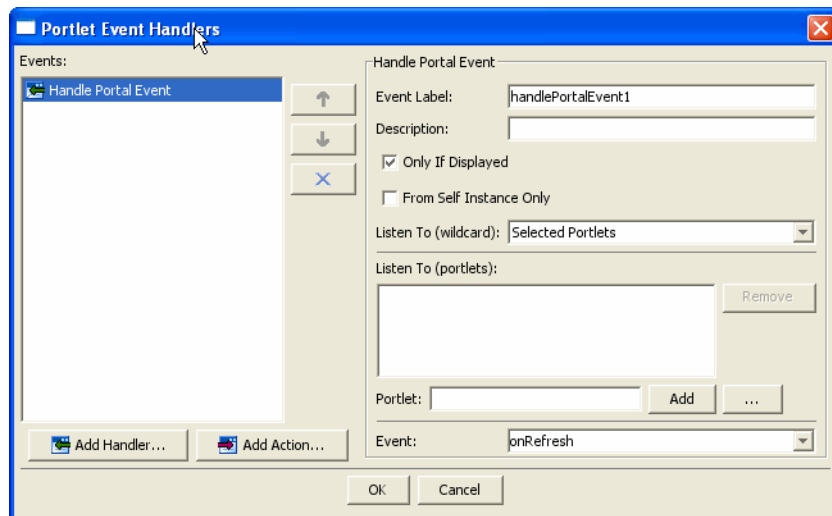 Portlet Event Handlers
Events:
Handle Portal Event
Add Handler...
Add Action...
Handle Portal Event
Event Label: handlePortalEvent1
Description:
Only If Displayed
From Self Instance Only
Listen To (wildcard): Selected Portlets
Listen To (portlets):
Remove
Portlet: Add ...
Event: onRefresh
OK Cancel